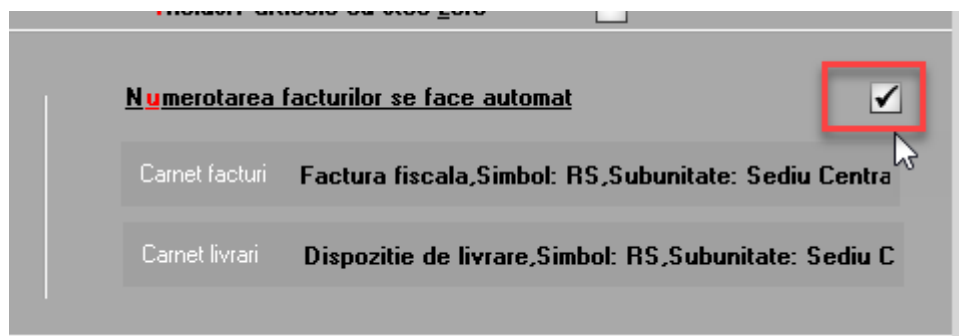 Numerotarea facturilor se face automat
Carnet facturi Factura fiscala,Simbol: RS,Subunitate: Sediu Centra
Carnet livrari Dispozitie de livrare,Simbol: RS,Subunitate: Sediu C